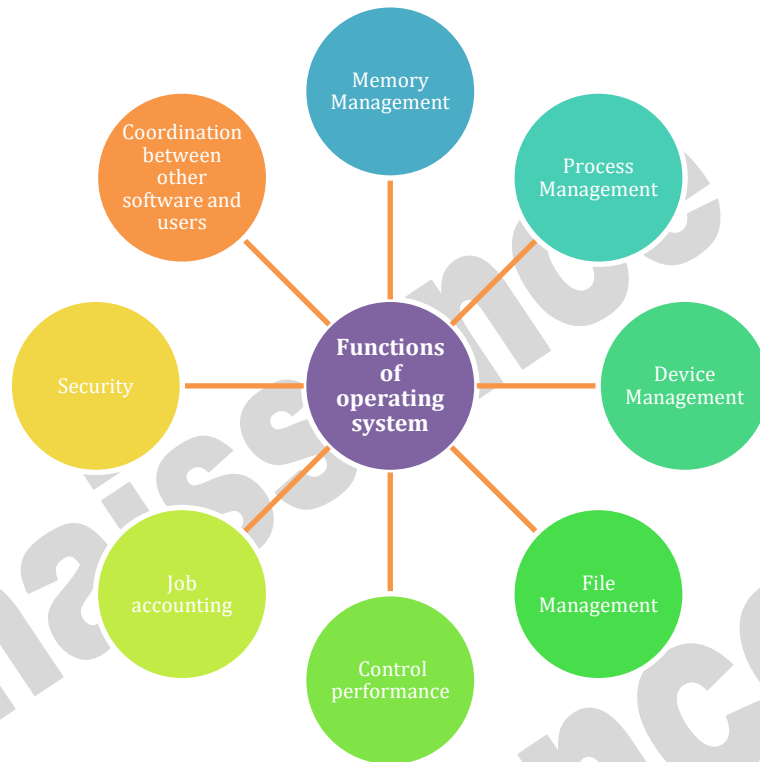 Memory
Management
Process
Management
Device
Management
File
Management
Control
performance
Job
accounting
Security
Coordination
between
other
software and
users
Functions
of
operating
system